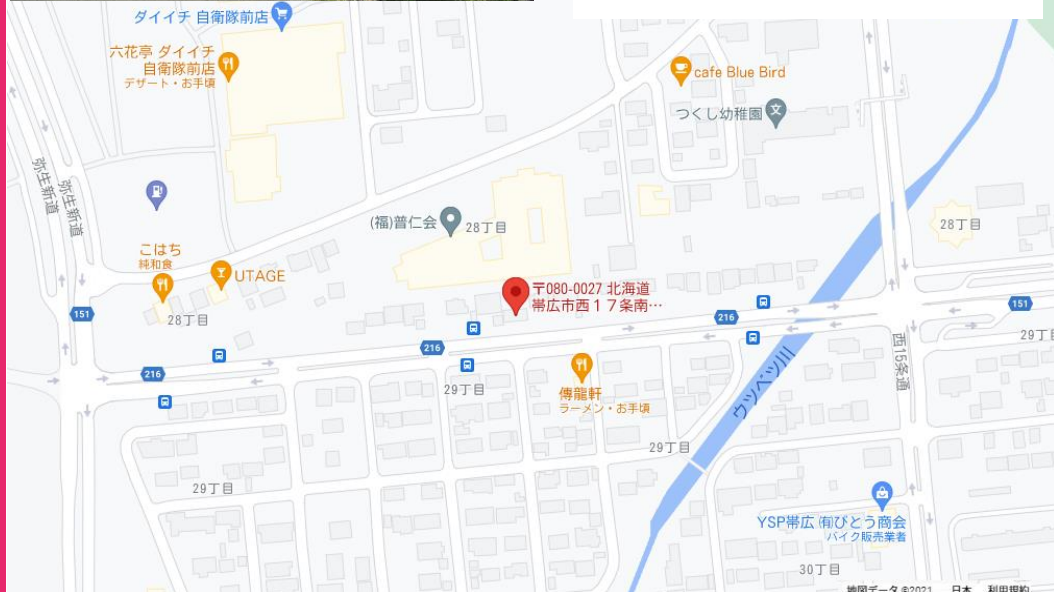 ダイイチ 自衛隊前店
六花亭 ダイイチ
自衛隊前店
デザート・お手頃
cafe Blue Bird
つくし幼稚園
弥生新道
弥生新道
(福)普仁会
28丁目
28丁目
こはち
純和食
UTAGE
28丁目
〒080-0027 北海道
帯広市西17条南…
151
216
216
216
151
29丁目
29丁目
傳龍軒
ラーメン・お手頃
ウツベツ川
西15条通
29丁目
29丁目
YSP帯広 (有)びとう商会
バイク販売業者
30丁目
地図データ ©2021 日本 利用規約